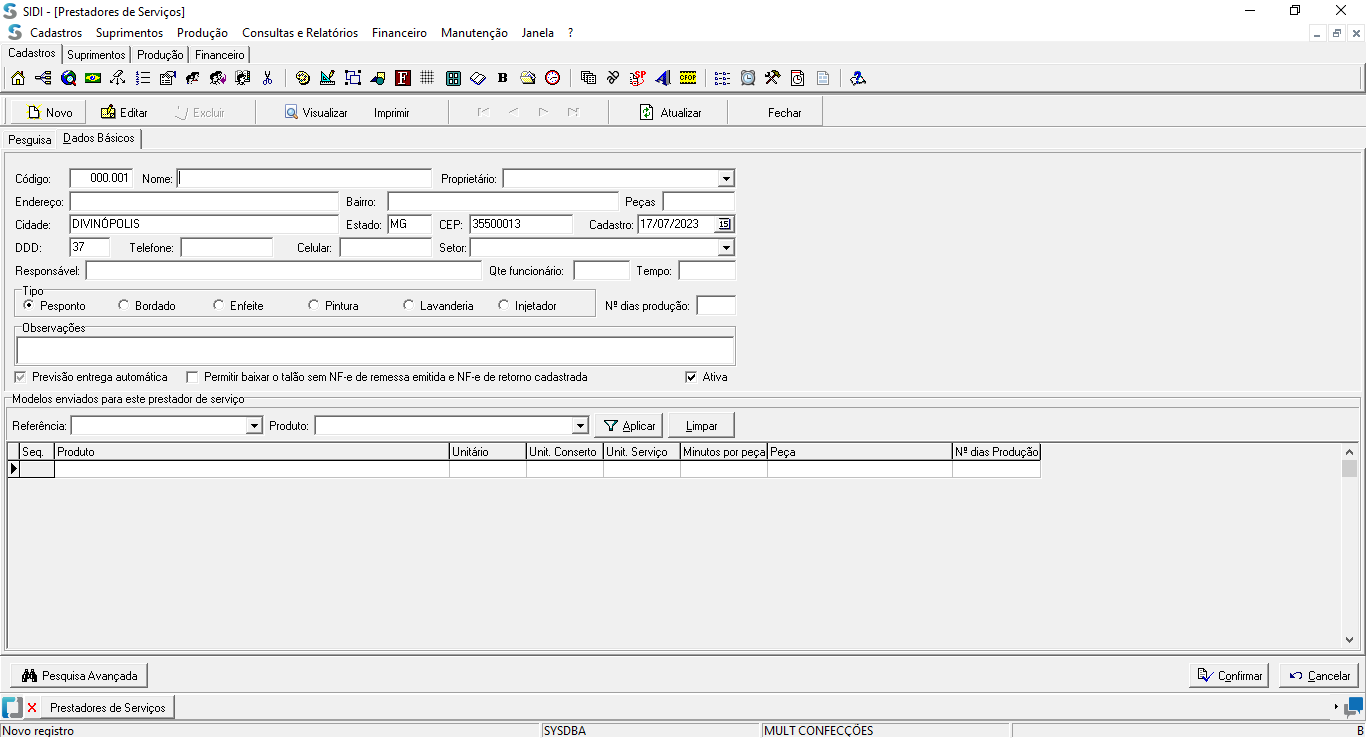 SIDI - [Prestadores de Serviços]
Cadastros Suprimentos Produção Consultas e Relatórios Financeiro Manutenção Janela ?
Cadastros Suprimentos Produção Financeiro
F B SP CFOP
Novo Editar Excluir Visualizar Imprimir Atualizar Fechar
Pesquisa Dados Básicos
Código: 000.001 Nome: Proprietário:
Endereço: Bairro: Peças
Cidade: DIVINÓPOLIS Estado: MG CEP: 35500013 Cadastro: 17/07/2023 15
DDD: 37 Telefone: Celular: Setor:
Responsável: Qte funcionário: Tempo:
Tipo
Pesponto Bordado Enfeite Pintura Lavanderia Injetador Nº dias produção:
Observações
Previsão entrega automática Permitir baixar o talão sem NF-e de remessa emitida e NF-e de retorno cadastrada Ativa
Modelos enviados para este prestador de serviço
Referência: Produto: Aplicar Limpar
Seq. Produto Unitário Unit. Conserto Unit. Serviço Minutos por peça Peça Nº dias Produção
Pesquisa Avançada Confirmar Cancelar
Prestadores de Serviços
Novo registro SYSDBA MULT CONFECÇÕES B